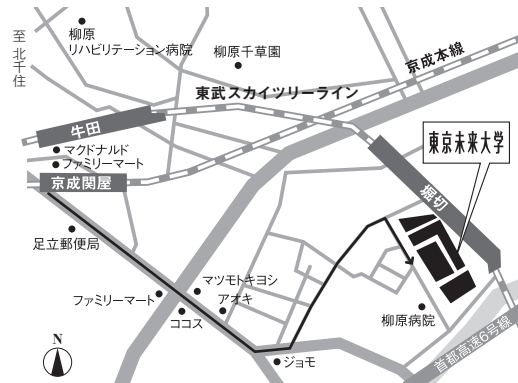 至 北千住
柳原
リハビリテーション病院
柳原千草園
京成本線
東武スカイツリーライン
牛田
マクドナルド
ファミリーマート
京成関屋
東京未来大学
堀切
足立郵便局
マツモトキヨシ
ファミリーマート
アオキ
ココス
柳原病院
ジョモ
首都高速6号線
N